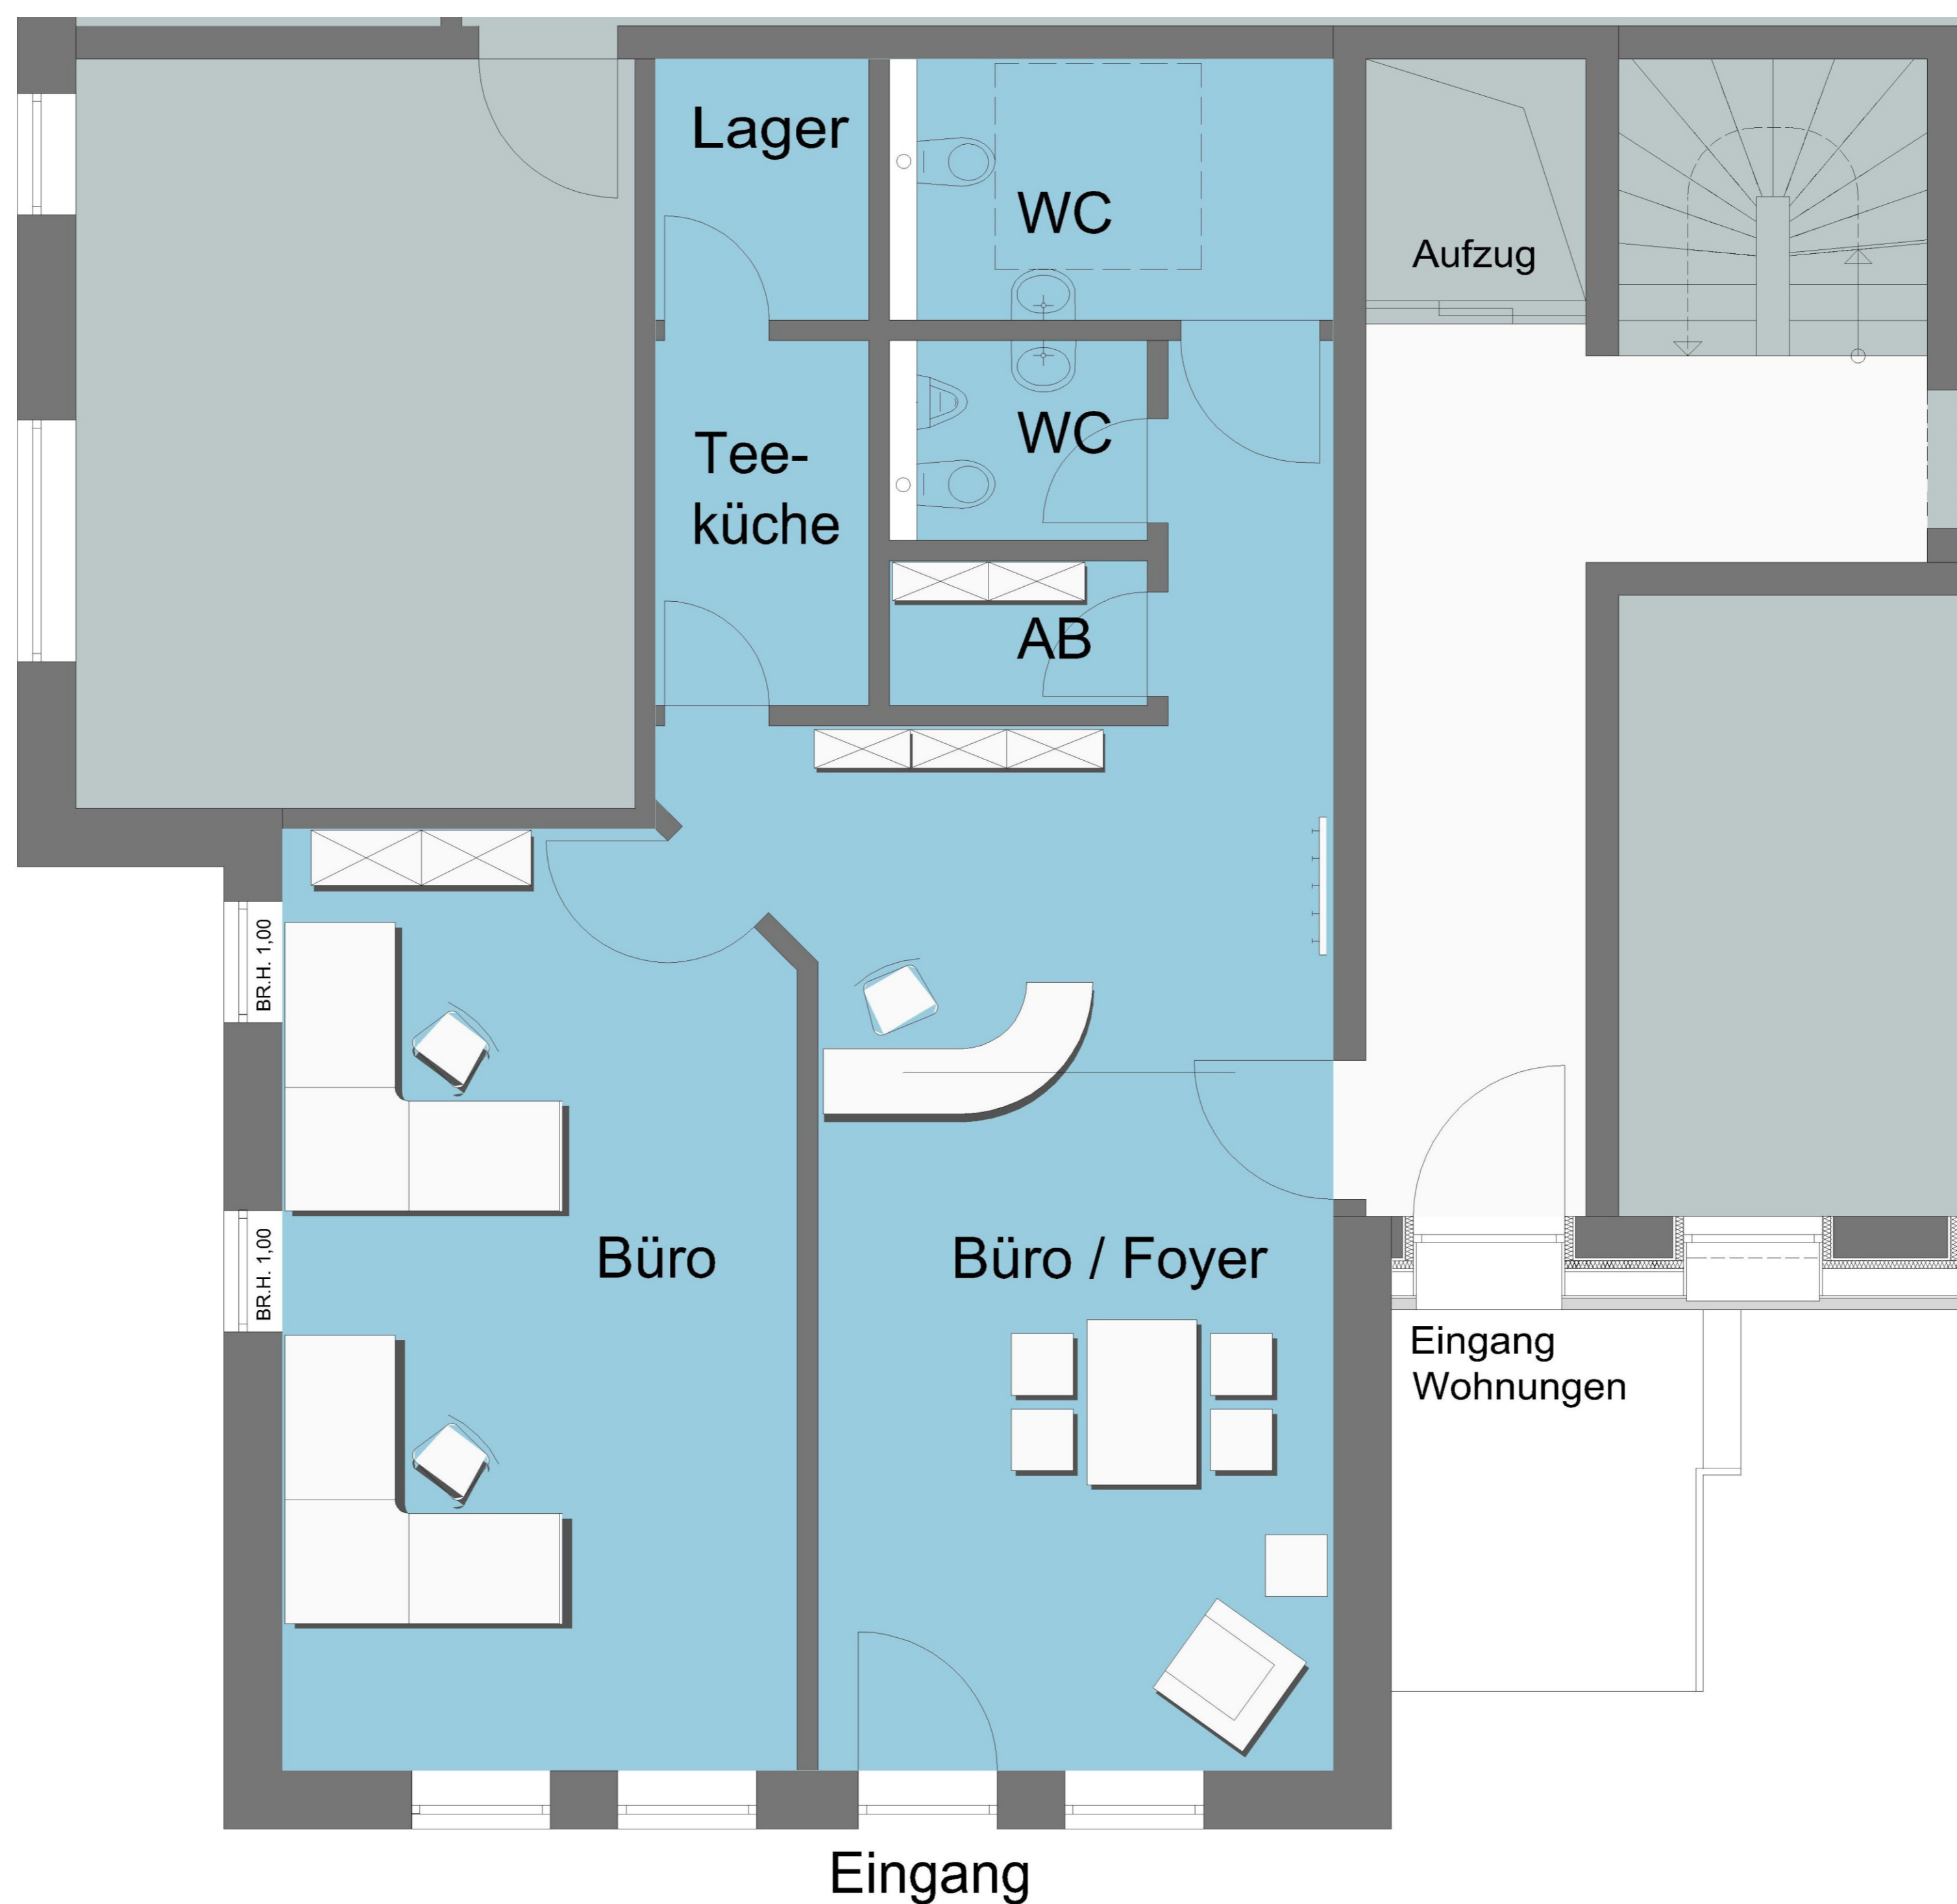 Lager
WC
Aufzug
WC
Tee-
küche
AB
BR.H. 1,00
BR.H. 1,00
Büro
Büro / Foyer
Eingang
Wohnungen
Eingang